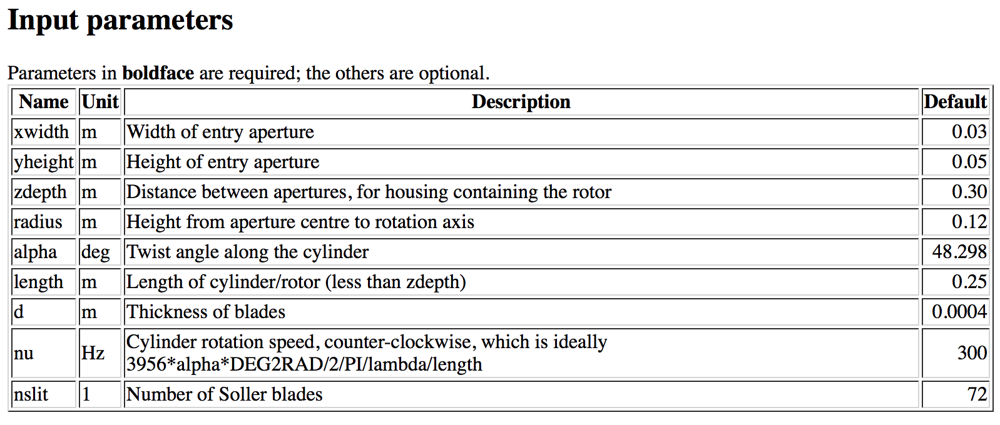 Input parameters
Parameters in boldface are required; the others are optional.
Name Unit Description Default
xwidth m Width of entry aperture 0.03
yheight m Height of entry aperture 0.05
zdepth m Distance between apertures, for housing containing the rotor 0.30
radius m Height from aperture centre to rotation axis 0.12
alpha deg Twist angle along the cylinder 48.298
length m Length of cylinder/rotor (less than zdepth) 0.25
d m Thickness of blades 0.0004
nu Hz Cylinder rotation speed, counter-clockwise, which is ideally
3956*alpha*DEG2RAD/2/PI/lambda/length 300
nslit 1 Number of Soller blades 72